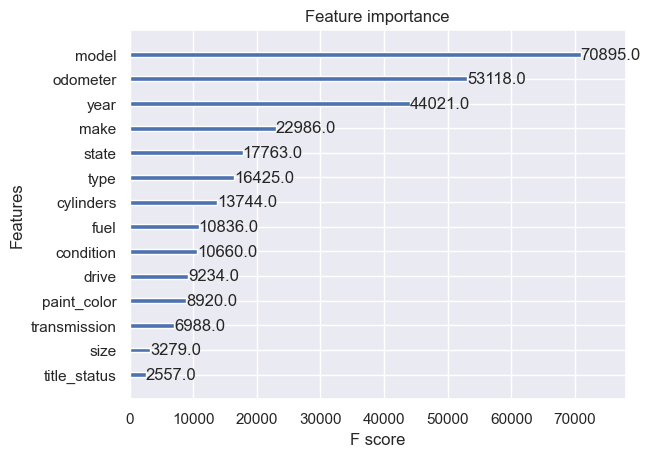 Feature importance
model 70895.0
odometer 53118.0
year 44021.0
make 22986.0
state 17763.0
type 16425.0
cylinders 13744.0
fuel 10836.0
condition 10660.0
drive 9234.0
paint_color 8920.0
transmission 6988.0
size 3279.0
title_status 2557.0
Features
0 10000 20000 30000 40000 50000 60000 70000
F score